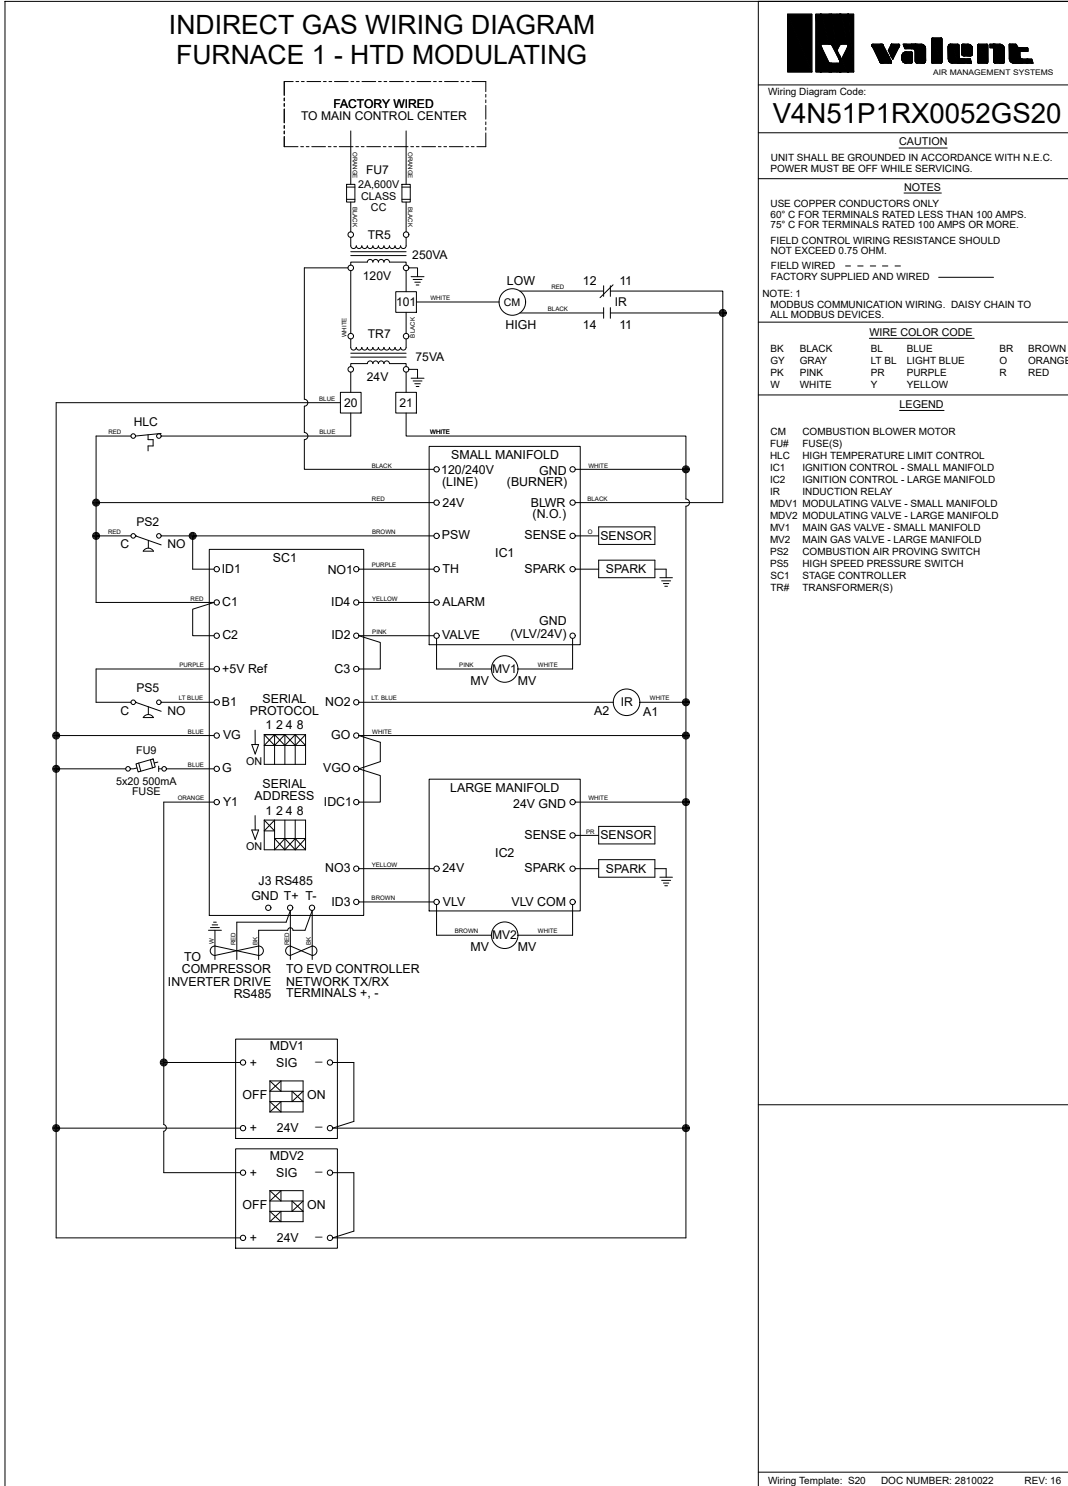 INDIRECT GAS WIRING DIAGRAM
FURNACE 1 - HTD MODULATING
FACTORY WIRED
TO MAIN CONTROL CENTER
ORANGE
ORANGE
FU7
2A,600V
CLASS
CC
BLACK
BLACK
TR5
250VA
120V
101
WHITE
WHITE
BLACK
TR7
75VA
24V
LOW
RED
12
11
CM
IR
HIGH
BLACK
14
11
BLUE
20
21
HLC
RED
BLUE
WHITE
SMALL MANIFOLD
BLACK
120/240V
(LINE)
GND
(BURNER)
WHITE
RED
24V
BLWR
(N.O.)
BLACK
PS2
RED
C
NO
BROWN
PSW
SENSE
O
SENSOR
IC1
SC1
ID1
NO1
PURPLE
TH
SPARK
SPARK
RED
C1
ID4
YELLOW
ALARM
C2
ID2
PINK
VALVE
GND
(VLV/24V)
PURPLE
+5V Ref
C3
PINK
MV1
WHITE
MV
MV
PS5
C
NO
LT BLUE
B1
SERIAL
PROTOCOL
1 2 4 8
ON
NO2
LT. BLUE
IR
WHITE
A2
A1
BLUE
VG
GO
WHITE
FU9
5x20 500mA
FUSE
BLUE
G
VGO
SERIAL
ADDRESS
1 2 4 8
ON
ORANGE
Y1
IDC1
LARGE MANIFOLD
24V GND
WHITE
SENSE
PR
SENSOR
IC2
NO3
YELLOW
24V
SPARK
SPARK
J3 RS485
GND T+ T-
ID3
BROWN
VLV
VLV COM
BROWN
MV2
WHITE
MV
MV
W
RED
BK
RED
BK
TO
COMPRESSOR
INVERTER DRIVE
RS485
TO EVD CONTROLLER
NETWORK TX/RX
TERMINALS +, -
MDV1
+ SIG −
OFF
ON
+ 24V −
MDV2
+ SIG −
OFF
ON
+ 24V −
v valent
AIR MANAGEMENT SYSTEMS
Wiring Diagram Code:
V4N51P1RX0052GS20
CAUTION
UNIT SHALL BE GROUNDED IN ACCORDANCE WITH N.E.C.
POWER MUST BE OFF WHILE SERVICING.
NOTES
USE COPPER CONDUCTORS ONLY
60° C FOR TERMINALS RATED LESS THAN 100 AMPS.
75° C FOR TERMINALS RATED 100 AMPS OR MORE.
FIELD CONTROL WIRING RESISTANCE SHOULD
NOT EXCEED 0.75 OHM.
FIELD WIRED
FACTORY SUPPLIED AND WIRED
NOTE: 1
MODBUS COMMUNICATION WIRING. DAISY CHAIN TO
ALL MODBUS DEVICES.
WIRE COLOR CODE
BK BLACK BL BLUE BR BROWN
GY GRAY LT BL LIGHT BLUE O ORANGE
PK PINK PR PURPLE R RED
W WHITE Y YELLOW
LEGEND
CM COMBUSTION BLOWER MOTOR
FU# FUSE(S)
HLC HIGH TEMPERATURE LIMIT CONTROL
IC1 IGNITION CONTROL - SMALL MANIFOLD
IC2 IGNITION CONTROL - LARGE MANIFOLD
IR INDUCTION RELAY
MDV1 MODULATING VALVE - SMALL MANIFOLD
MDV2 MODULATING VALVE - LARGE MANIFOLD
MV1 MAIN GAS VALVE - SMALL MANIFOLD
MV2 MAIN GAS VALVE - LARGE MANIFOLD
PS2 COMBUSTION AIR PROVING SWITCH
PS5 HIGH SPEED PRESSURE SWITCH
SC1 STAGE CONTROLLER
TR# TRANSFORMER(S)
Wiring Template: S20 DOC NUMBER: 2810022 REV: 16